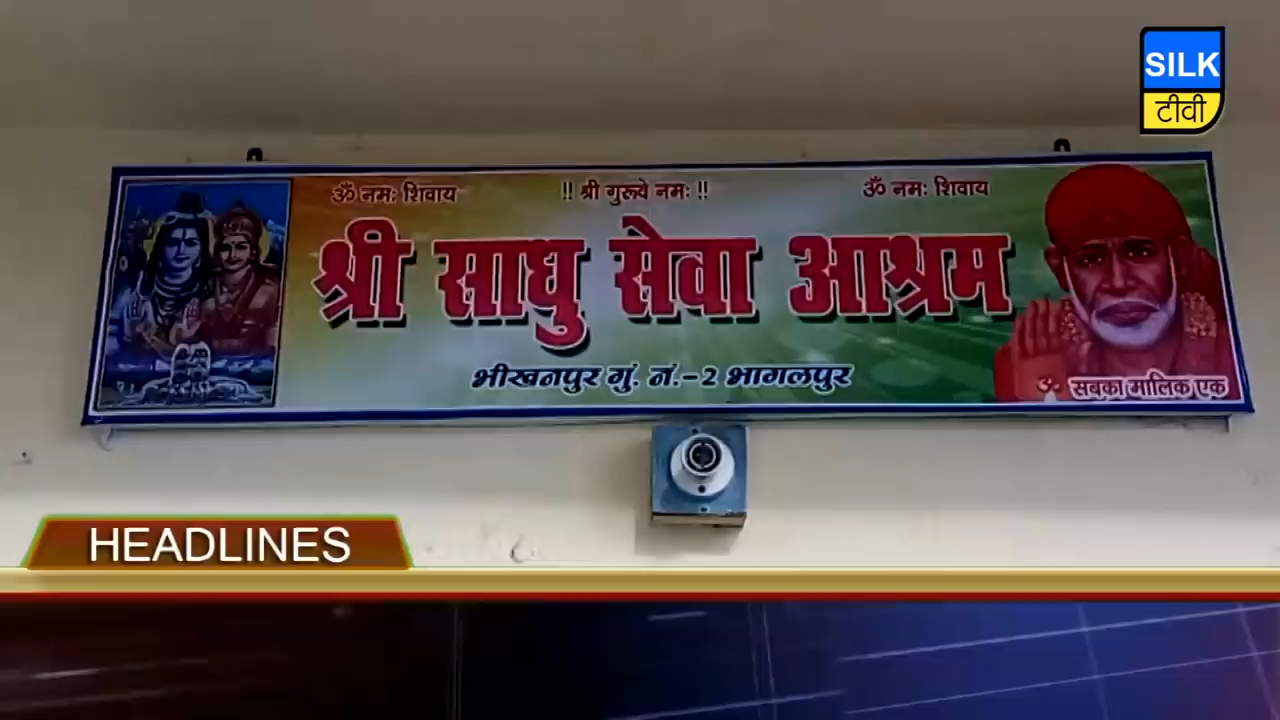 SILK
टीवी
ॐ नमः शिवाय
!! श्री गुरूवे नमः !!
ॐ नमः शिवाय
श्री साधु सेवा आश्रम
भीखनपुर गुं. नं.-2 भागलपुर
ॐ सबका मालिक एक
HEADLINES